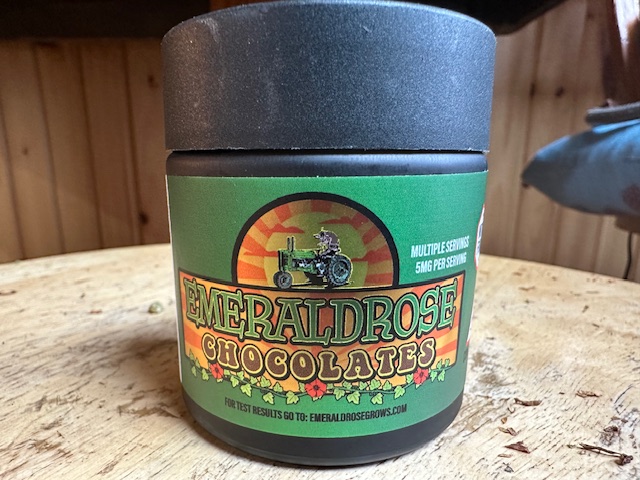 MULTIPLE SERVINGS
5MG PER SERVING
EMERALDROSE
CHOCOLATES
FOR TEST RESULTS GO TO: EMERALDROSEGROWS.COM